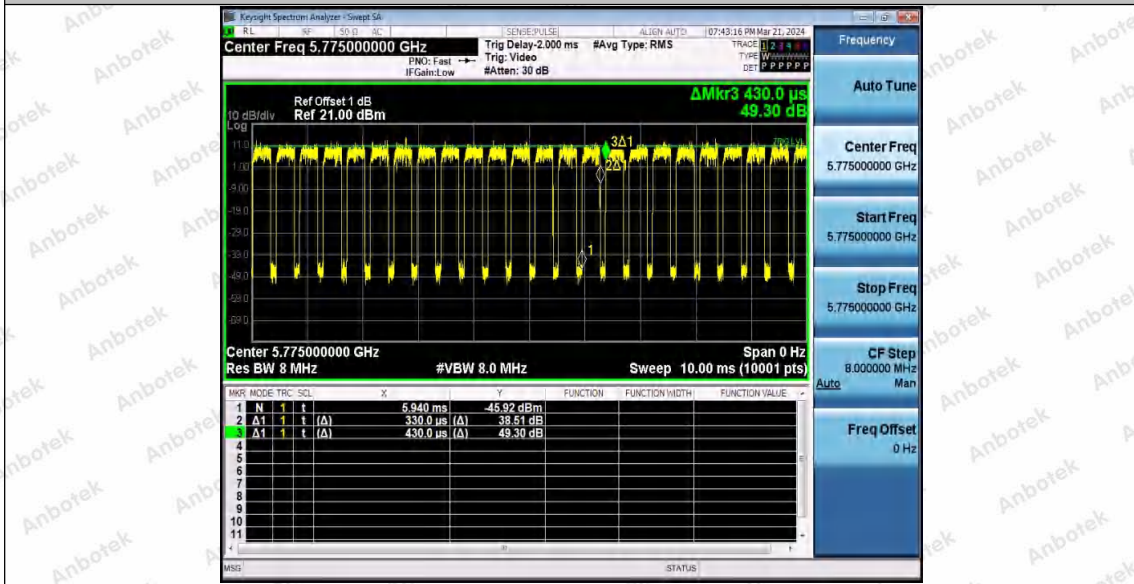 Keysight Spectrum Analyzer - Swept SA
RL RF 50 Ω AC SENSE:PULSE ALIGN AUTO 07:43:16 PM Mar 21, 2024
Center Freq 5.775000000 GHz
PNO: Fast
IFGain:Low
Trig Delay-2.000 ms
Trig: Video
#Atten: 30 dB
#Avg Type: RMS
TRACE 1 2 3 4
TYPE W
DET P P P P P P
ΔMkr3 430.0 µs
49.30 dB
Ref Offset 1 dB
10 dB/div Ref 21.00 dBm
Log
11.0
1.00
-9.00
-19.0
-29.0
-39.0
-49.0
-59.0
-69.0
3Δ1
2Δ1
1
Center 5.775000000 GHz Span 0 Hz
Res BW 8 MHz #VBW 8.0 MHz Sweep 10.00 ms (10001 pts)
MKR MODE TRC SCL X Y FUNCTION FUNCTION WIDTH FUNCTION VALUE
1 N 1 t 5.940 ms -45.92 dBm
2 Δ1 1 t (Δ) 330.0 µs (Δ) 38.51 dB
3 Δ1 1 t (Δ) 430.0 µs (Δ) 49.30 dB
4
5
6
7
8
9
10
11
MSG STATUS
Frequency
Auto Tune
Center Freq
5.775000000 GHz
Start Freq
5.775000000 GHz
Stop Freq
5.775000000 GHz
CF Step
8.000000 MHz
Auto Man
Freq Offset
0 Hz
Anbotek